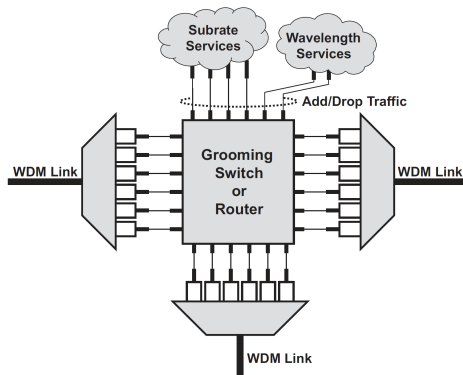 Subrate
Services
Wavelength
Services
Add/Drop Traffic
WDM Link
Grooming
Switch
or
Router
WDM Link
WDM Link